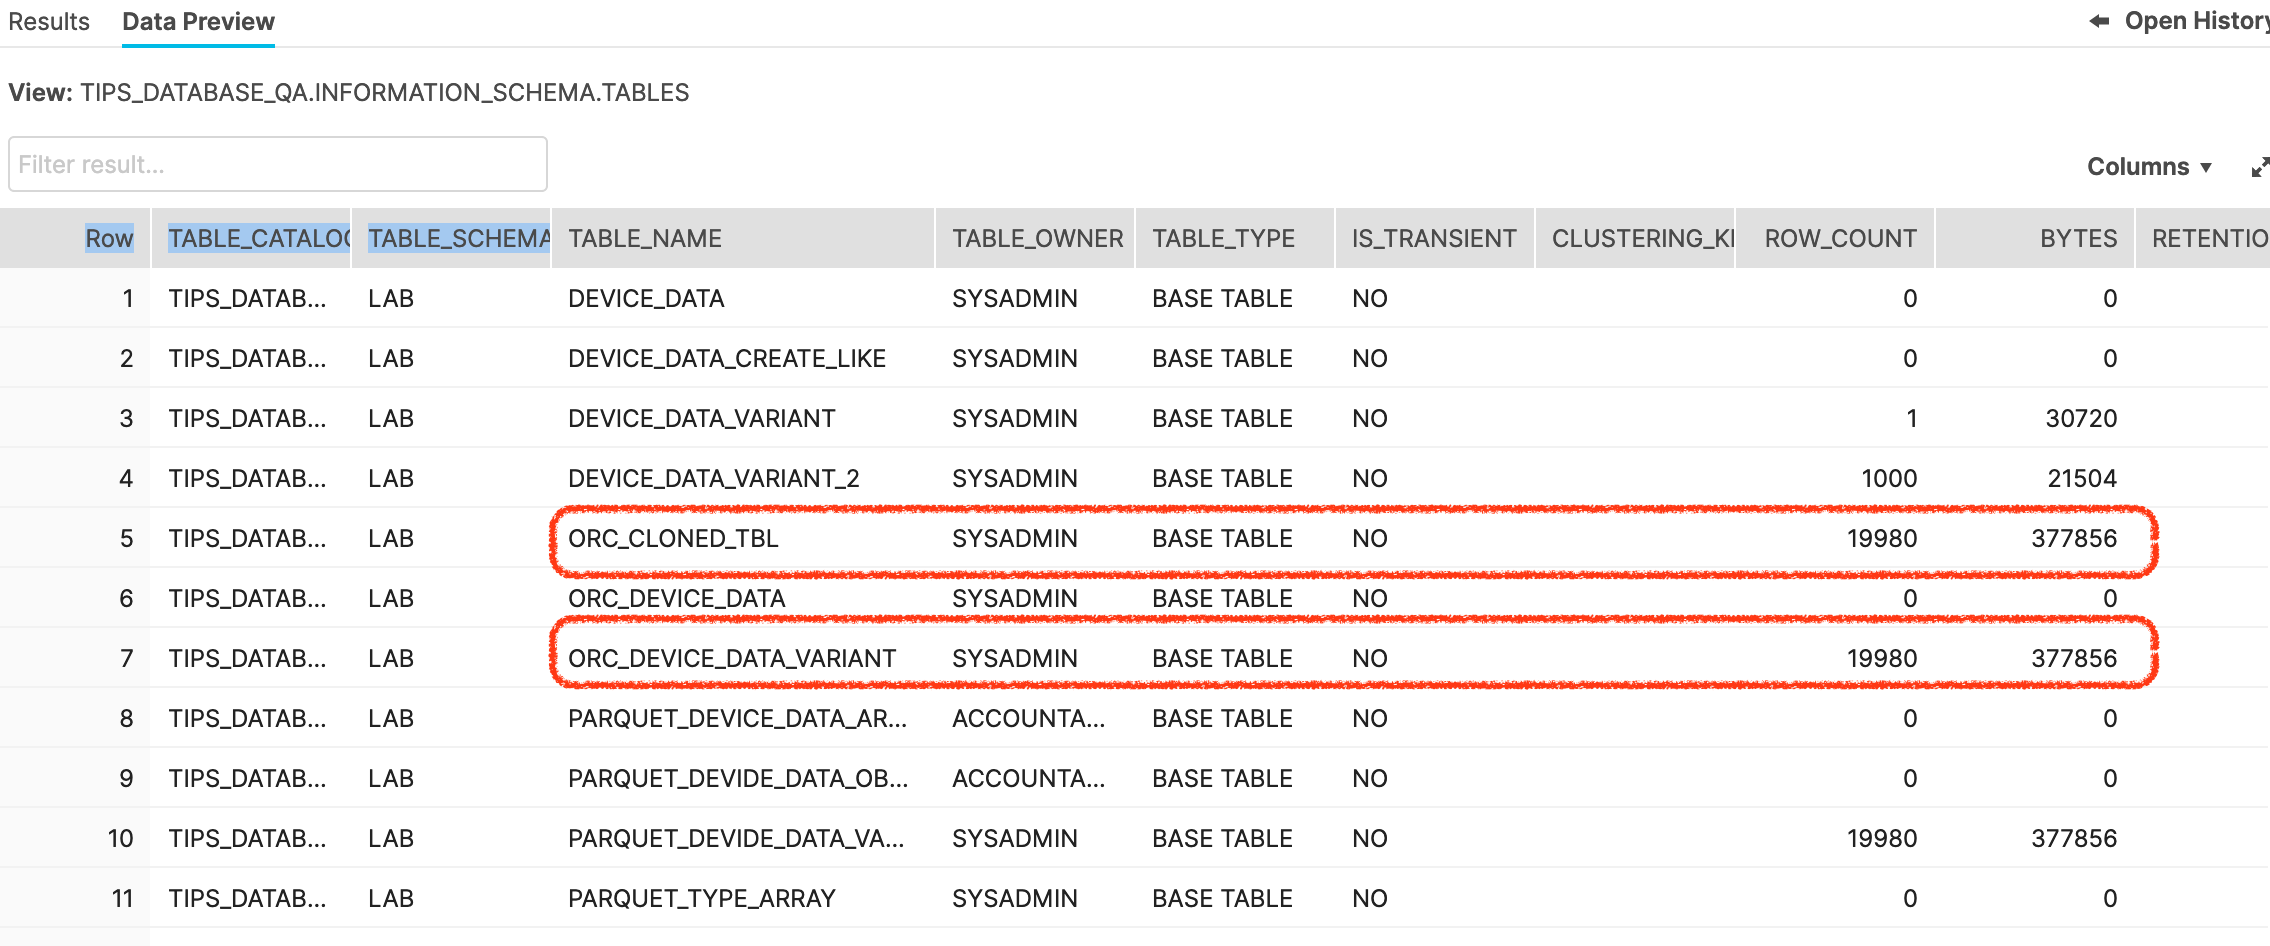 Results Data Preview Open History
View: TIPS_DATABASE_QA.INFORMATION_SCHEMA.TABLES
Filter result...
Columns
Row TABLE_CATALOG TABLE_SCHEMA TABLE_NAME TABLE_OWNER TABLE_TYPE IS_TRANSIENT CLUSTERING_KE ROW_COUNT BYTES RETENTIO
1 TIPS_DATAB... LAB DEVICE_DATA SYSADMIN BASE TABLE NO 0 0
2 TIPS_DATAB... LAB DEVICE_DATA_CREATE_LIKE SYSADMIN BASE TABLE NO 0 0
3 TIPS_DATAB... LAB DEVICE_DATA_VARIANT SYSADMIN BASE TABLE NO 1 30720
4 TIPS_DATAB... LAB DEVICE_DATA_VARIANT_2 SYSADMIN BASE TABLE NO 1000 21504
5 TIPS_DATAB... LAB ORC_CLONED_TBL SYSADMIN BASE TABLE NO 19980 377856
6 TIPS_DATAB... LAB ORC_DEVICE_DATA SYSADMIN BASE TABLE NO 0 0
7 TIPS_DATAB... LAB ORC_DEVICE_DATA_VARIANT SYSADMIN BASE TABLE NO 19980 377856
8 TIPS_DATAB... LAB PARQUET_DEVICE_DATA_AR... ACCOUNTA... BASE TABLE NO 0 0
9 TIPS_DATAB... LAB PARQUET_DEVIDE_DATA_OB... ACCOUNTA... BASE TABLE NO 0 0
10 TIPS_DATAB... LAB PARQUET_DEVIDE_DATA_VA... SYSADMIN BASE TABLE NO 19980 377856
11 TIPS_DATAB... LAB PARQUET_TYPE_ARRAY SYSADMIN BASE TABLE NO 0 0